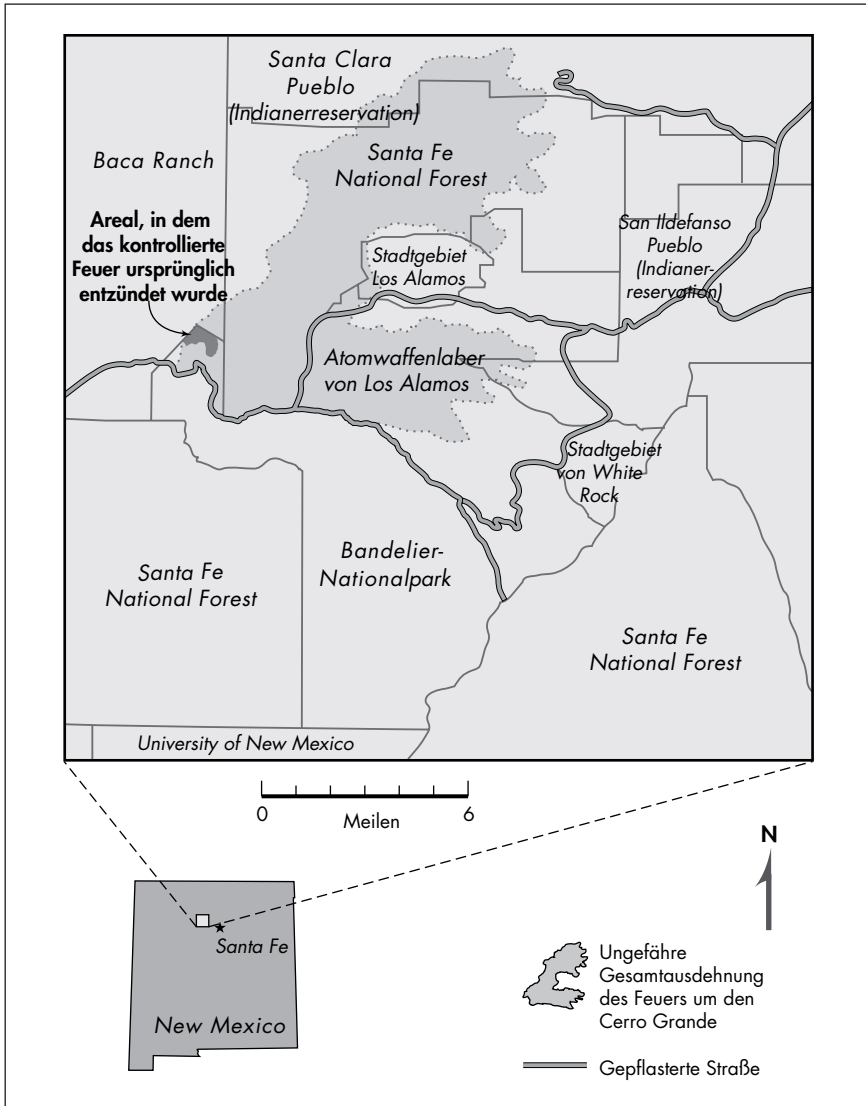 Santa Clara
Pueblo
(Indianerreservation)
Baca Ranch
Santa Fe
National Forest
Areal, in dem
das kontrollierte
Feuer ursprünglich
entzündet wurde
Stadtgebiet
Los Alamos
San Ildefanso
Pueblo
(Indianer-
reservation)
Atomwaffenlaber
von Los Alamos
Stadtgebiet
von White
Rock
Bandelier-
Nationalpark
Santa Fe
National Forest
Santa Fe
National Forest
University of New Mexico
0 6
Meilen
N
Santa Fe
New Mexico
Ungefähre
Gesamtausdehnung
des Feuers um den
Cerro Grande
Gepflasterte Straße